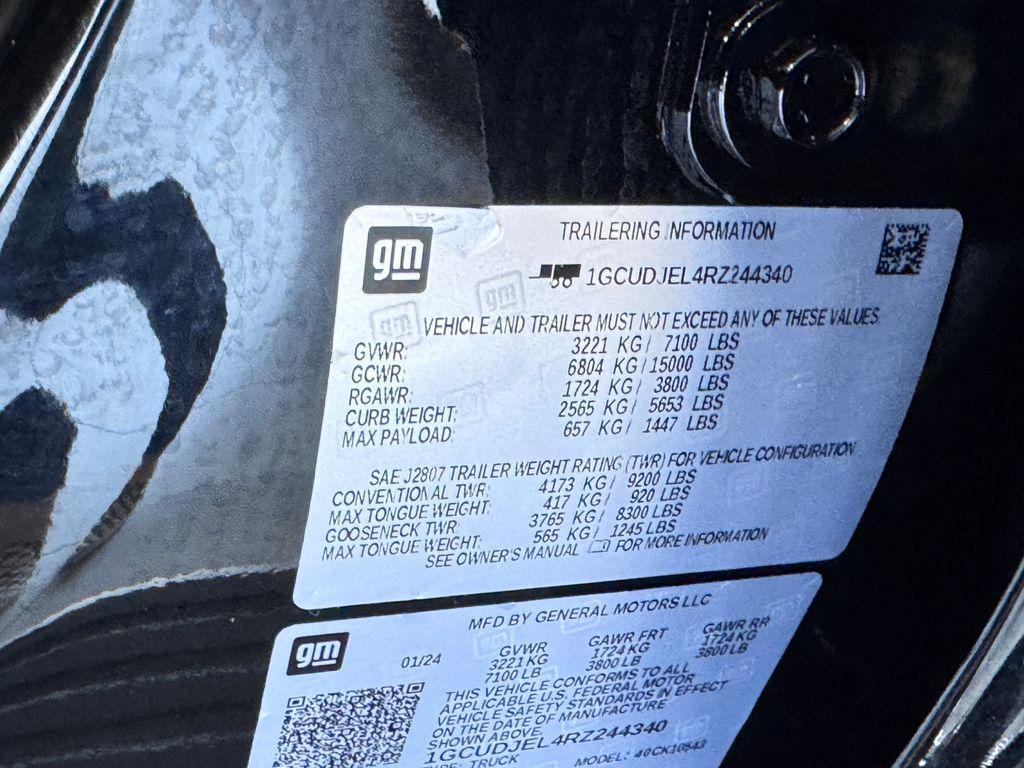 gm
TRAILERING INFORMATION
1GCUDJEL4RZ244340
VEHICLE AND TRAILER MUST NOT EXCEED ANY OF THESE VALUES
GVWR: 3221 KG / 7100 LBS
GCWR: 6804 KG / 15000 LBS
RGAWR: 1724 KG / 3800 LBS
CURB WEIGHT: 2565 KG / 5653 LBS
MAX PAYLOAD: 657 KG / 1447 LBS
SAE J2807 TRAILER WEIGHT RATING (TWR) FOR VEHICLE CONFIGURATION
CONVENTIONAL TWR: 4173 KG / 9200 LBS
MAX TONGUE WEIGHT: 417 KG / 920 LBS
GOOSENECK TWR: 3765 KG / 8300 LBS
MAX TONGUE WEIGHT: 565 KG / 1245 LBS
SEE OWNER'S MANUAL FOR MORE INFORMATION
gm
MFD BY GENERAL MOTORS LLC
01/24 GVWR GAWR FRT GAWR RR
3221 KG 1724 KG 1724 KG
7100 LB 3800 LB 3800 LB
THIS VEHICLE CONFORMS TO ALL
APPLICABLE U.S. FEDERAL MOTOR
VEHICLE SAFETY STANDARDS IN EFFECT
ON THE DATE OF MANUFACTURE
SHOWN ABOVE.
1GCUDJEL4RZ244340
TYPE: TRUCK MODEL: 40CK10543